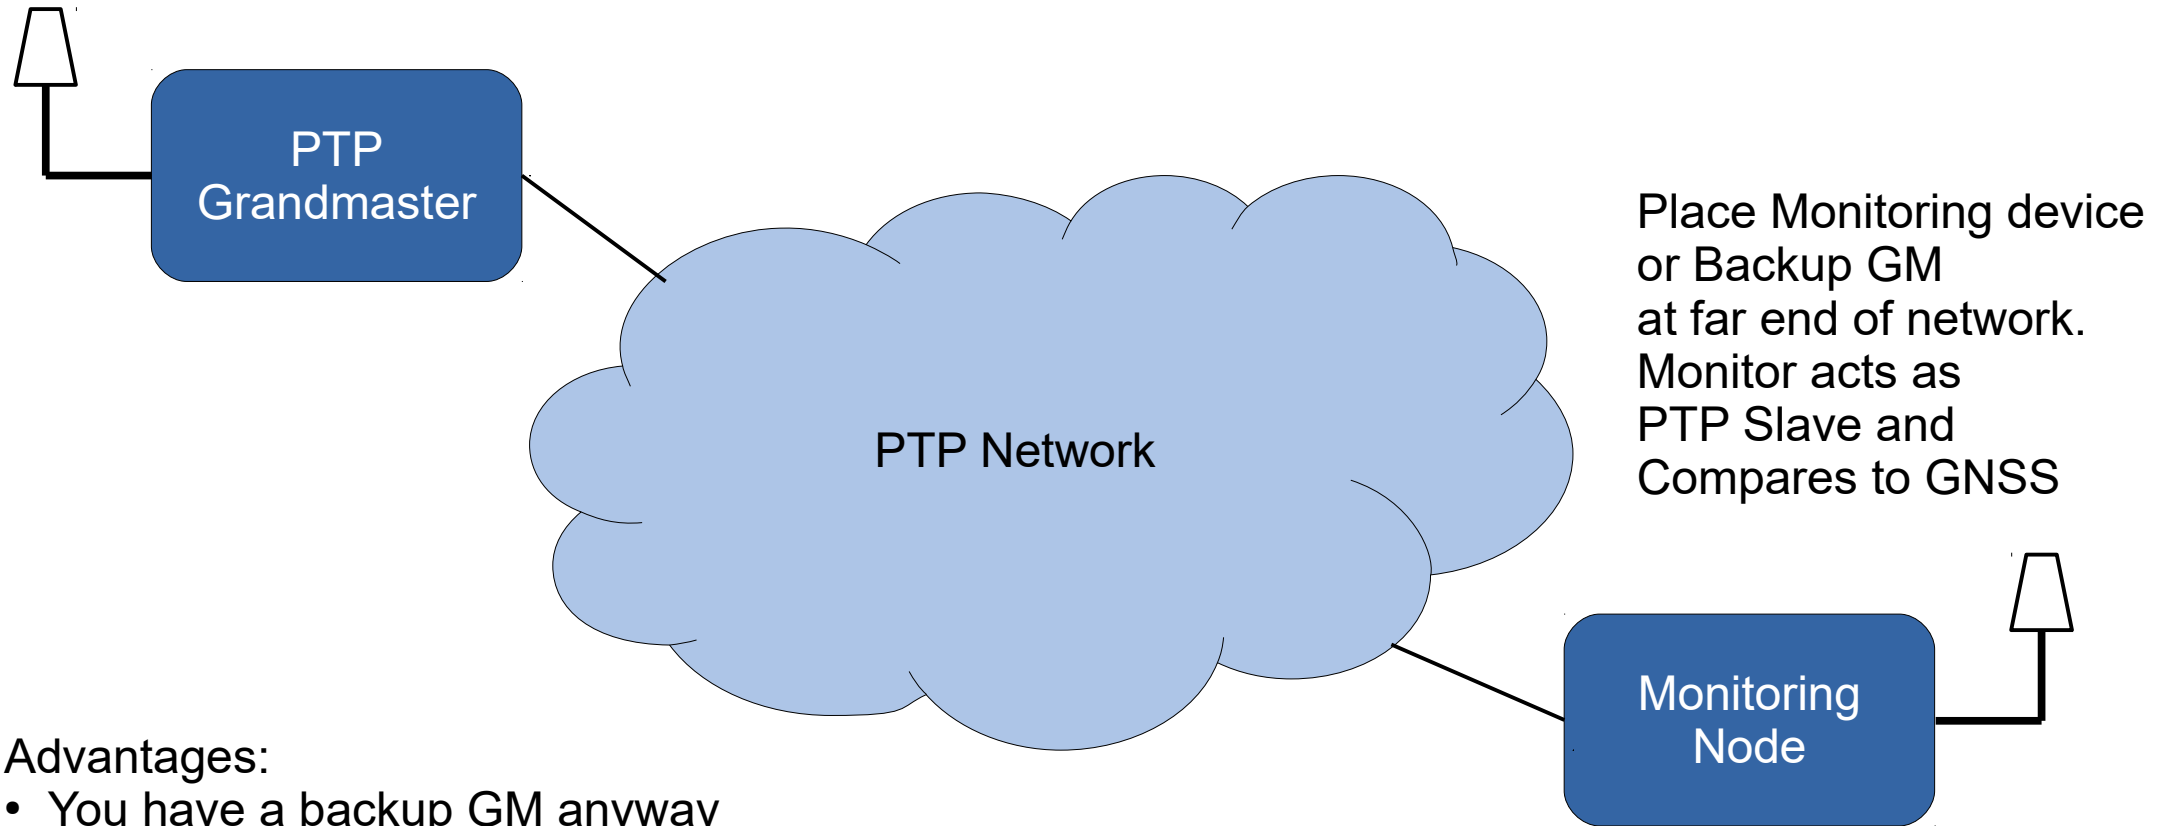 PTP
Grandmaster
Place Monitoring device
or Backup GM
at far end of network.
Monitor acts as
PTP Slave and
Compares to GNSS
PTP Network
Monitoring
Node
Advantages:
• You have a backup GM anyway